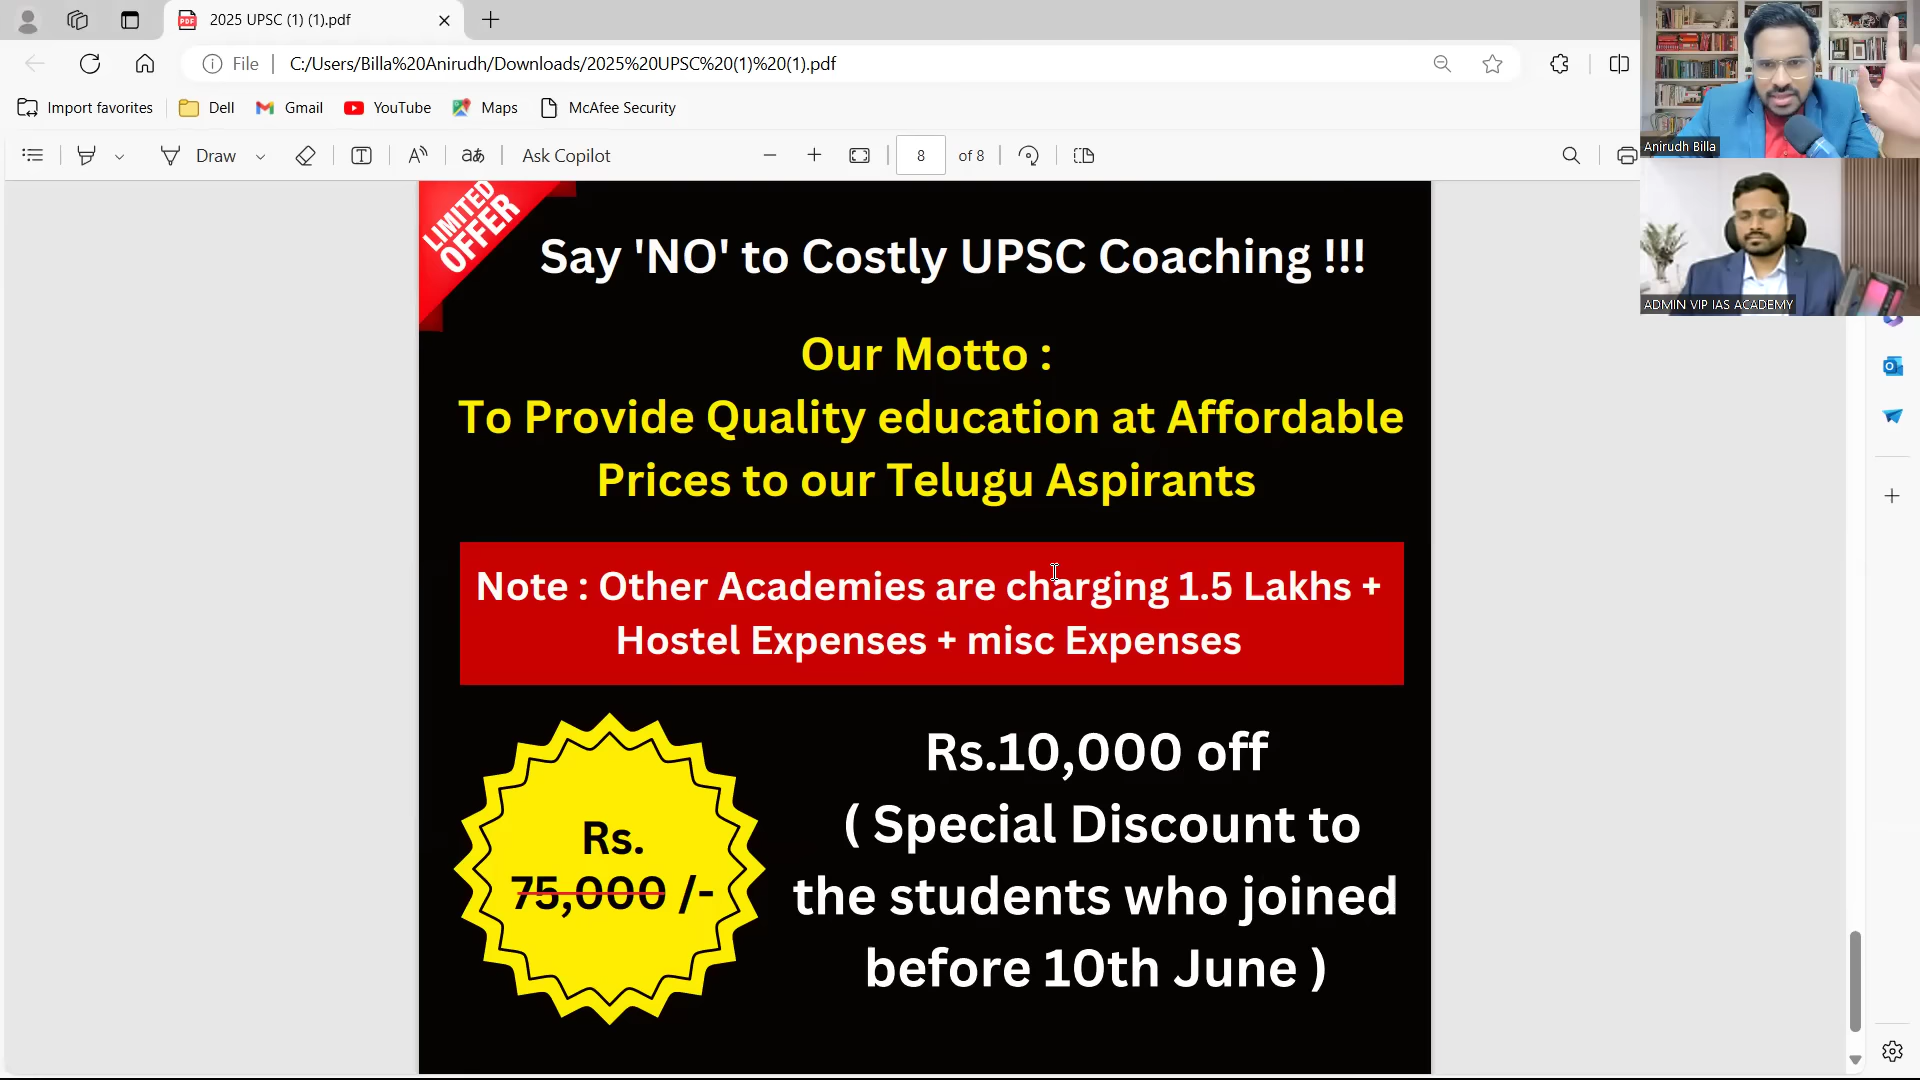 2025 UPSC (1) (1).pdf
File
C:/Users/Billa%20Anirudh/Downloads/2025%20UPSC%20(1)%20(1).pdf
Import favorites
Dell
Gmail
YouTube
Maps
McAfee Security
Draw
Ask Copilot
8
of 8
Anirudh Billa
ADMIN VIP IAS ACADEMY
LIMITED
OFFER
Say 'NO' to Costly UPSC Coaching !!!
Our Motto :
To Provide Quality education at Affordable
Prices to our Telugu Aspirants
Note : Other Academies are charging 1.5 Lakhs +
Hostel Expenses + misc Expenses
Rs.
75,000 /-
Rs.10,000 off
( Special Discount to
the students who joined
before 10th June )